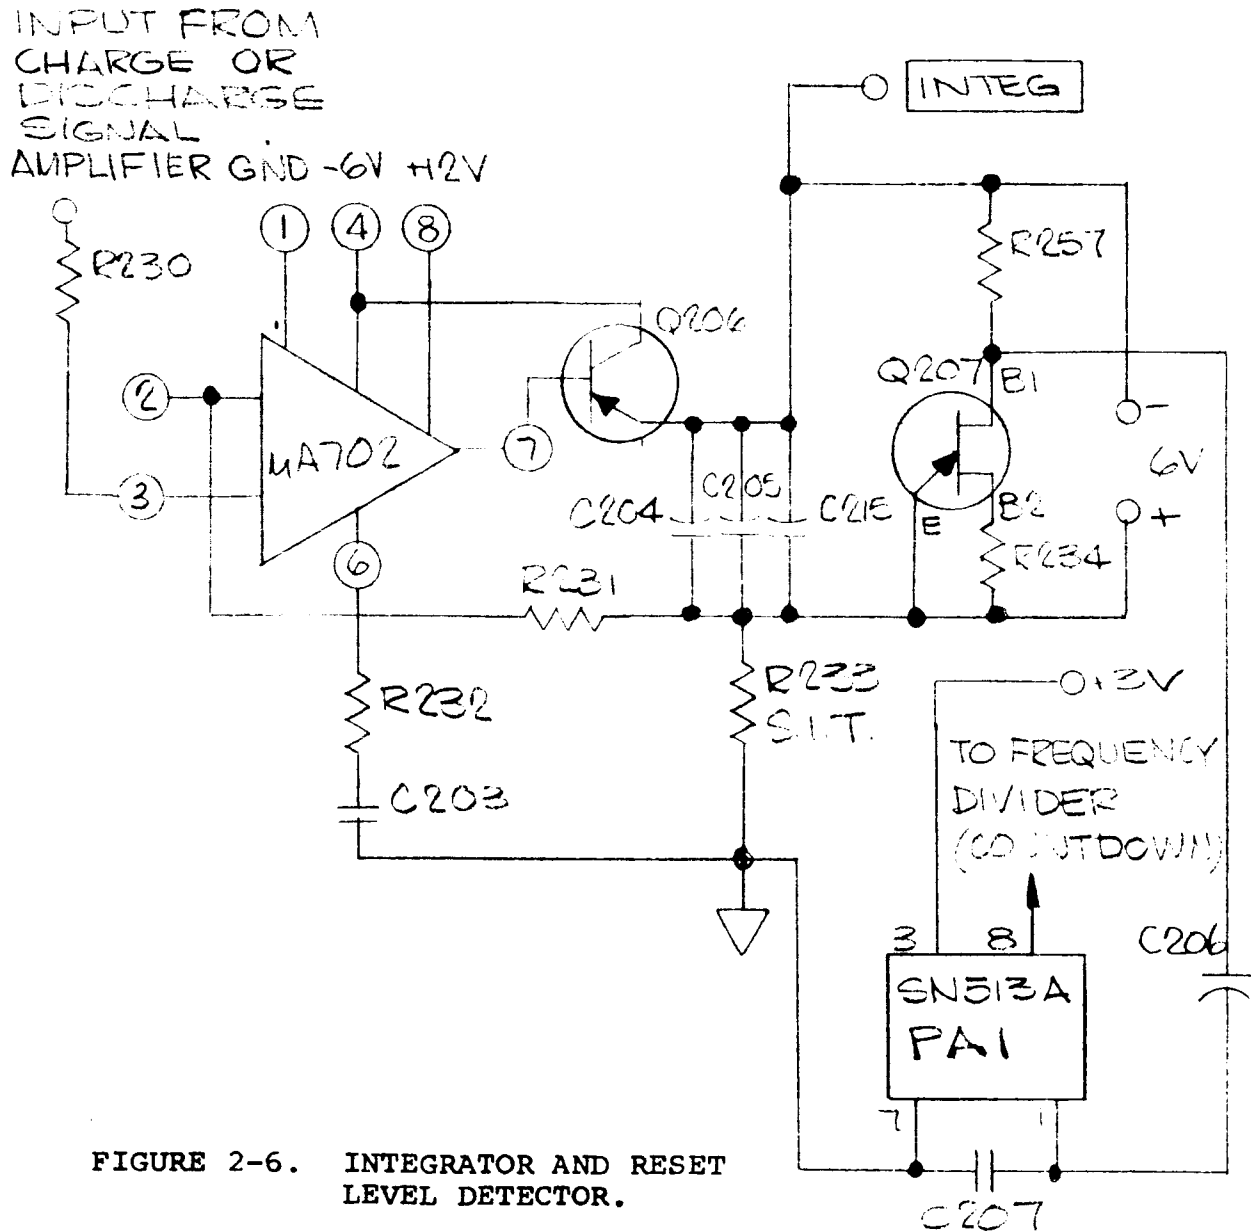 INPUT FROM
CHARGE OR
DISCHARGE
SIGNAL
AMPLIFIER GND -6V +12V
INTEG
1 4 8
R230
R257
Q206
Q207 B1
2
-
μA702
7
6V
3
C204 C205 C215
E B2
+
6
R231
R234
R232
R233
S.I.T.
+3V
C203
TO FREQUENCY
DIVIDER
(COUNTDOWN)
3 8
C206
SN513A
PA1
7 1
C207
FIGURE 2-6. INTEGRATOR AND RESET
LEVEL DETECTOR.